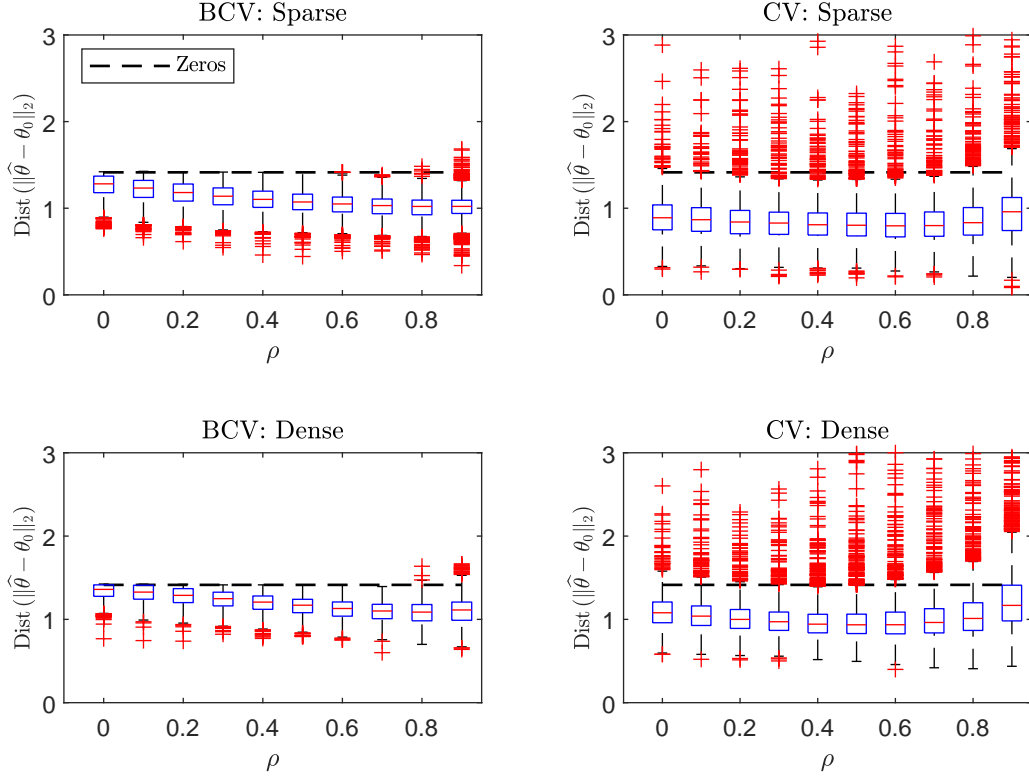 BCV: Sparse
Dist (||θ̂ − θ₀||₂)
3
2
1
0
Zeros
0 0.2 0.4 0.6 0.8
ρ
CV: Sparse
Dist (||θ̂ − θ₀||₂)
3
2
1
0
0 0.2 0.4 0.6 0.8
ρ
BCV: Dense
Dist (||θ̂ − θ₀||₂)
3
2
1
0
0 0.2 0.4 0.6 0.8
ρ
CV: Dense
Dist (||θ̂ − θ₀||₂)
3
2
1
0
0 0.2 0.4 0.6 0.8
ρ